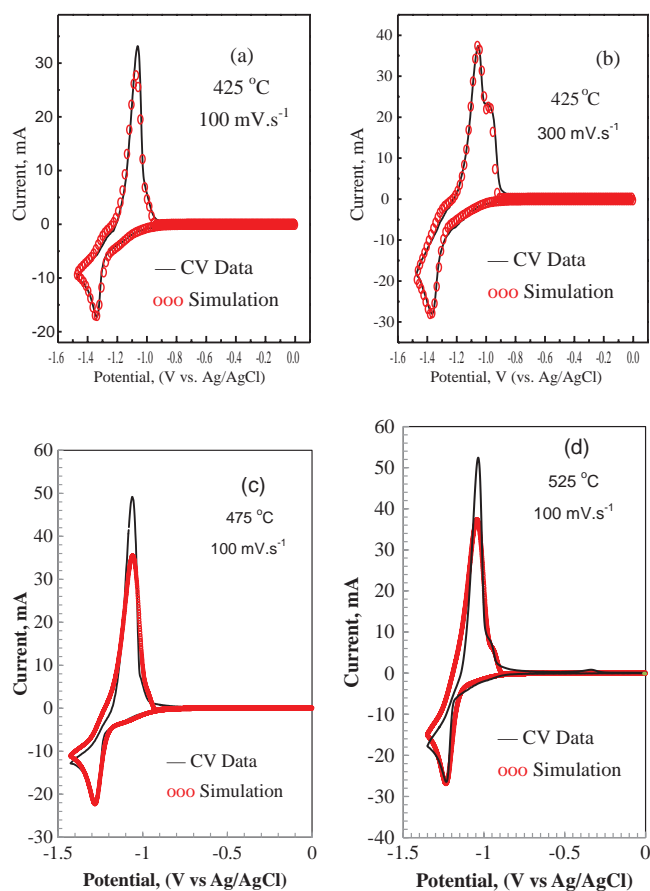 (a)
425 °C
100 mV.s⁻¹
30
20
10
0
-10
-20
Current, mA
— CV Data
ooo Simulation
-1.6 -1.4 -1.2 -1.0 -0.8 -0.6 -0.4 -0.2 0.0
Potential, (V vs. Ag/AgCl)
(b)
425°C
300 mV.s⁻¹
40
30
20
10
0
-10
-20
-30
Current, mA
— CV Data
ooo Simulation
-1.6 -1.4 -1.2 -1.0 -0.8 -0.6 -0.4 -0.2 0.0
Potential, V (vs. Ag/AgCl)
(c)
475 °C
100 mV.s⁻¹
60
50
40
30
20
10
0
-10
-20
-30
Current, mA
— CV Data
ooo Simulation
-1.5 -1 -0.5 0
Potential, (V vs Ag/AgCl)
(d)
525 °C
100 mV.s⁻¹
60
50
40
30
20
10
0
-10
-20
-30
-40
Current, mA
— CV Data
ooo Simulation
-1.5 -1 -0.5 0
Potential, (V vs Ag/AgCl)